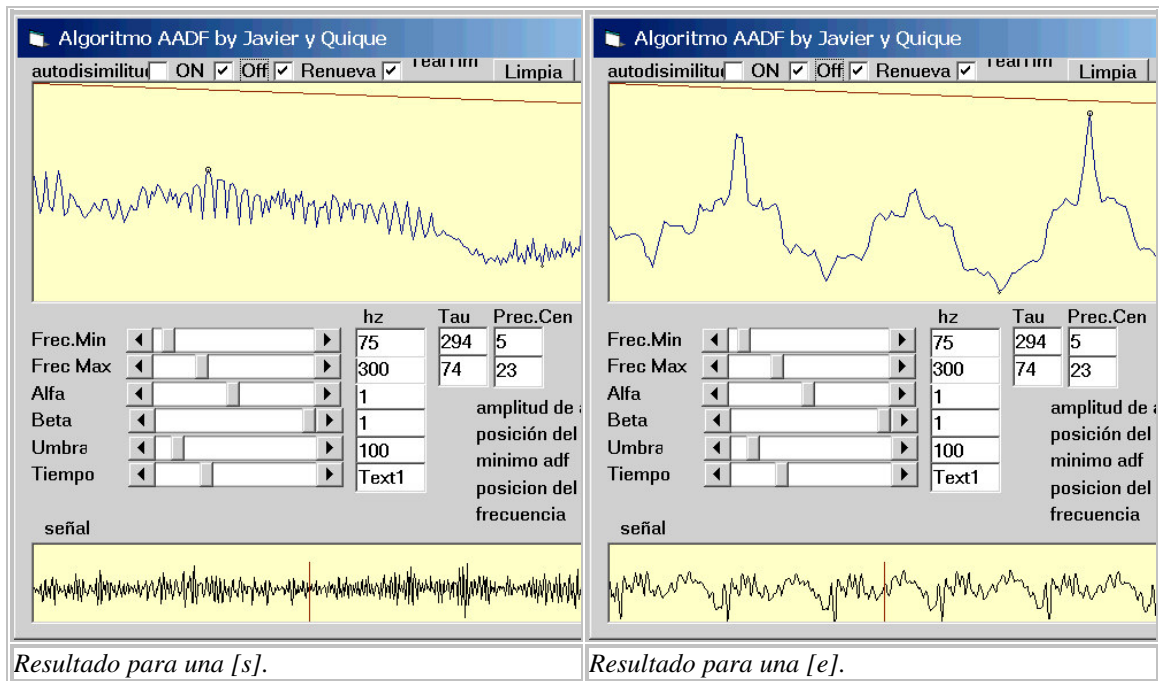 Algoritmo AADF by Javier y Quique
autodisimilitu ON Off Renueva Limpia
hz Tau Prec.Cen
Frec.Min 75 294 5
Frec Max 300 74 23
Alfa 1
Beta 1
Umbra 100
Tiempo Text1
amplitud de
posición del
minimo adf
posicion del
frecuencia
señal
Resultado para una [s].
Algoritmo AADF by Javier y Quique
autodisimilitu ON Off Renueva Limpia
hz Tau Prec.Cen
Frec.Min 75 294 5
Frec Max 300 74 23
Alfa 1
Beta 1
Umbra 100
Tiempo Text1
amplitud de
posición del
minimo adf
posicion del
frecuencia
señal
Resultado para una [e].